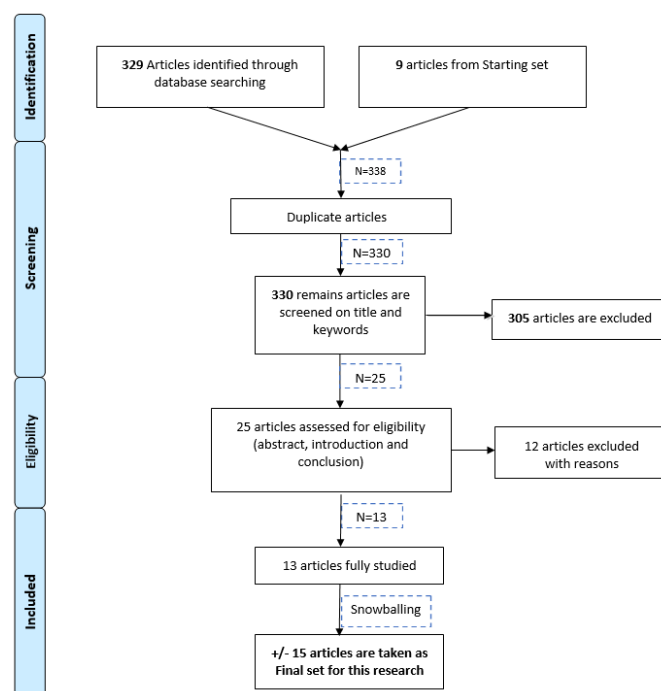 Identification
329 Articles identified through
database searching
9 articles from Starting set
Screening
N=338
Duplicate articles
N=330
330 remains articles are
screened on title and
keywords
305 articles are excluded
N=25
Eligibility
25 articles assessed for eligibility
(abstract, introduction and
conclusion)
12 articles excluded
with reasons
N=13
Included
13 articles fully studied
Snowballing
+/- 15 articles are taken as
Final set for this research